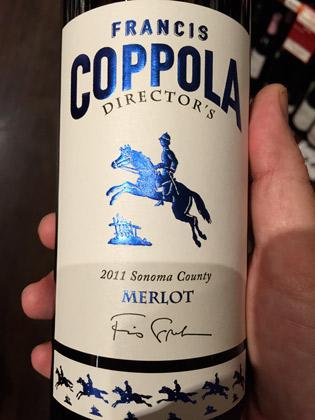 FRANCIS
COPPOLA
DIRECTOR'S
2011 Sonoma County
MERLOT